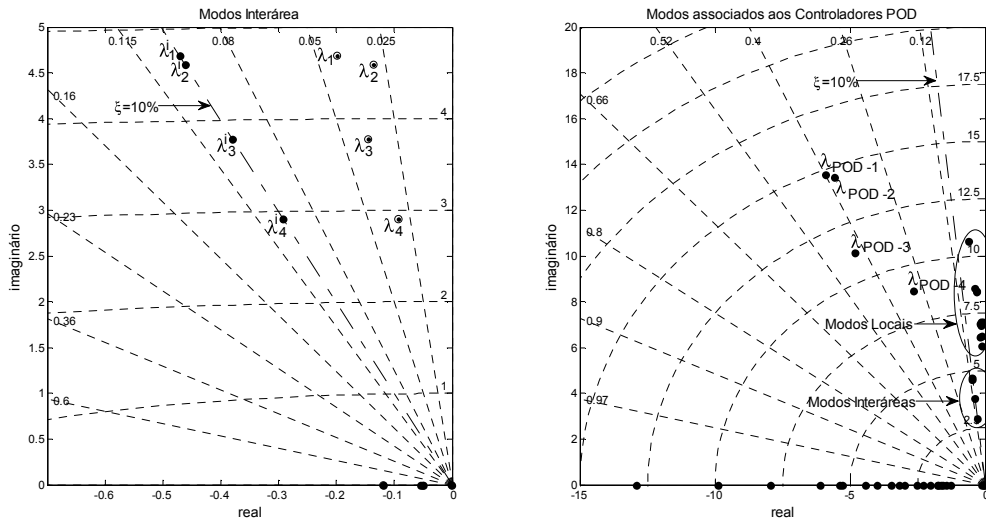 Modos Interárea
5
4.5
4
3.5
3
2.5
2
1.5
1
0.5
0
imaginário
0.115
0.08
0.05
0.025
0.16
0.23
0.36
0.6
4
3
2
1
λ1^i
λ2^i
λ3^i
λ4^i
λ1
λ2
λ3
λ4
ξ=10%
-0.6
-0.5
-0.4
-0.3
-0.2
-0.1
0
real
Modos associados aos Controladores POD
20
18
16
14
12
10
8
6
4
2
0
imaginário
0.52
0.4
0.26
0.12
0.66
0.8
0.9
0.97
17.5
15
12.5
10
7.5
5
2.5
ξ=10%
λPOD -1
λPOD -2
λPOD -3
λPOD -4
Modos Locais
Modos Interáreas
-15
-10
-5
0
real